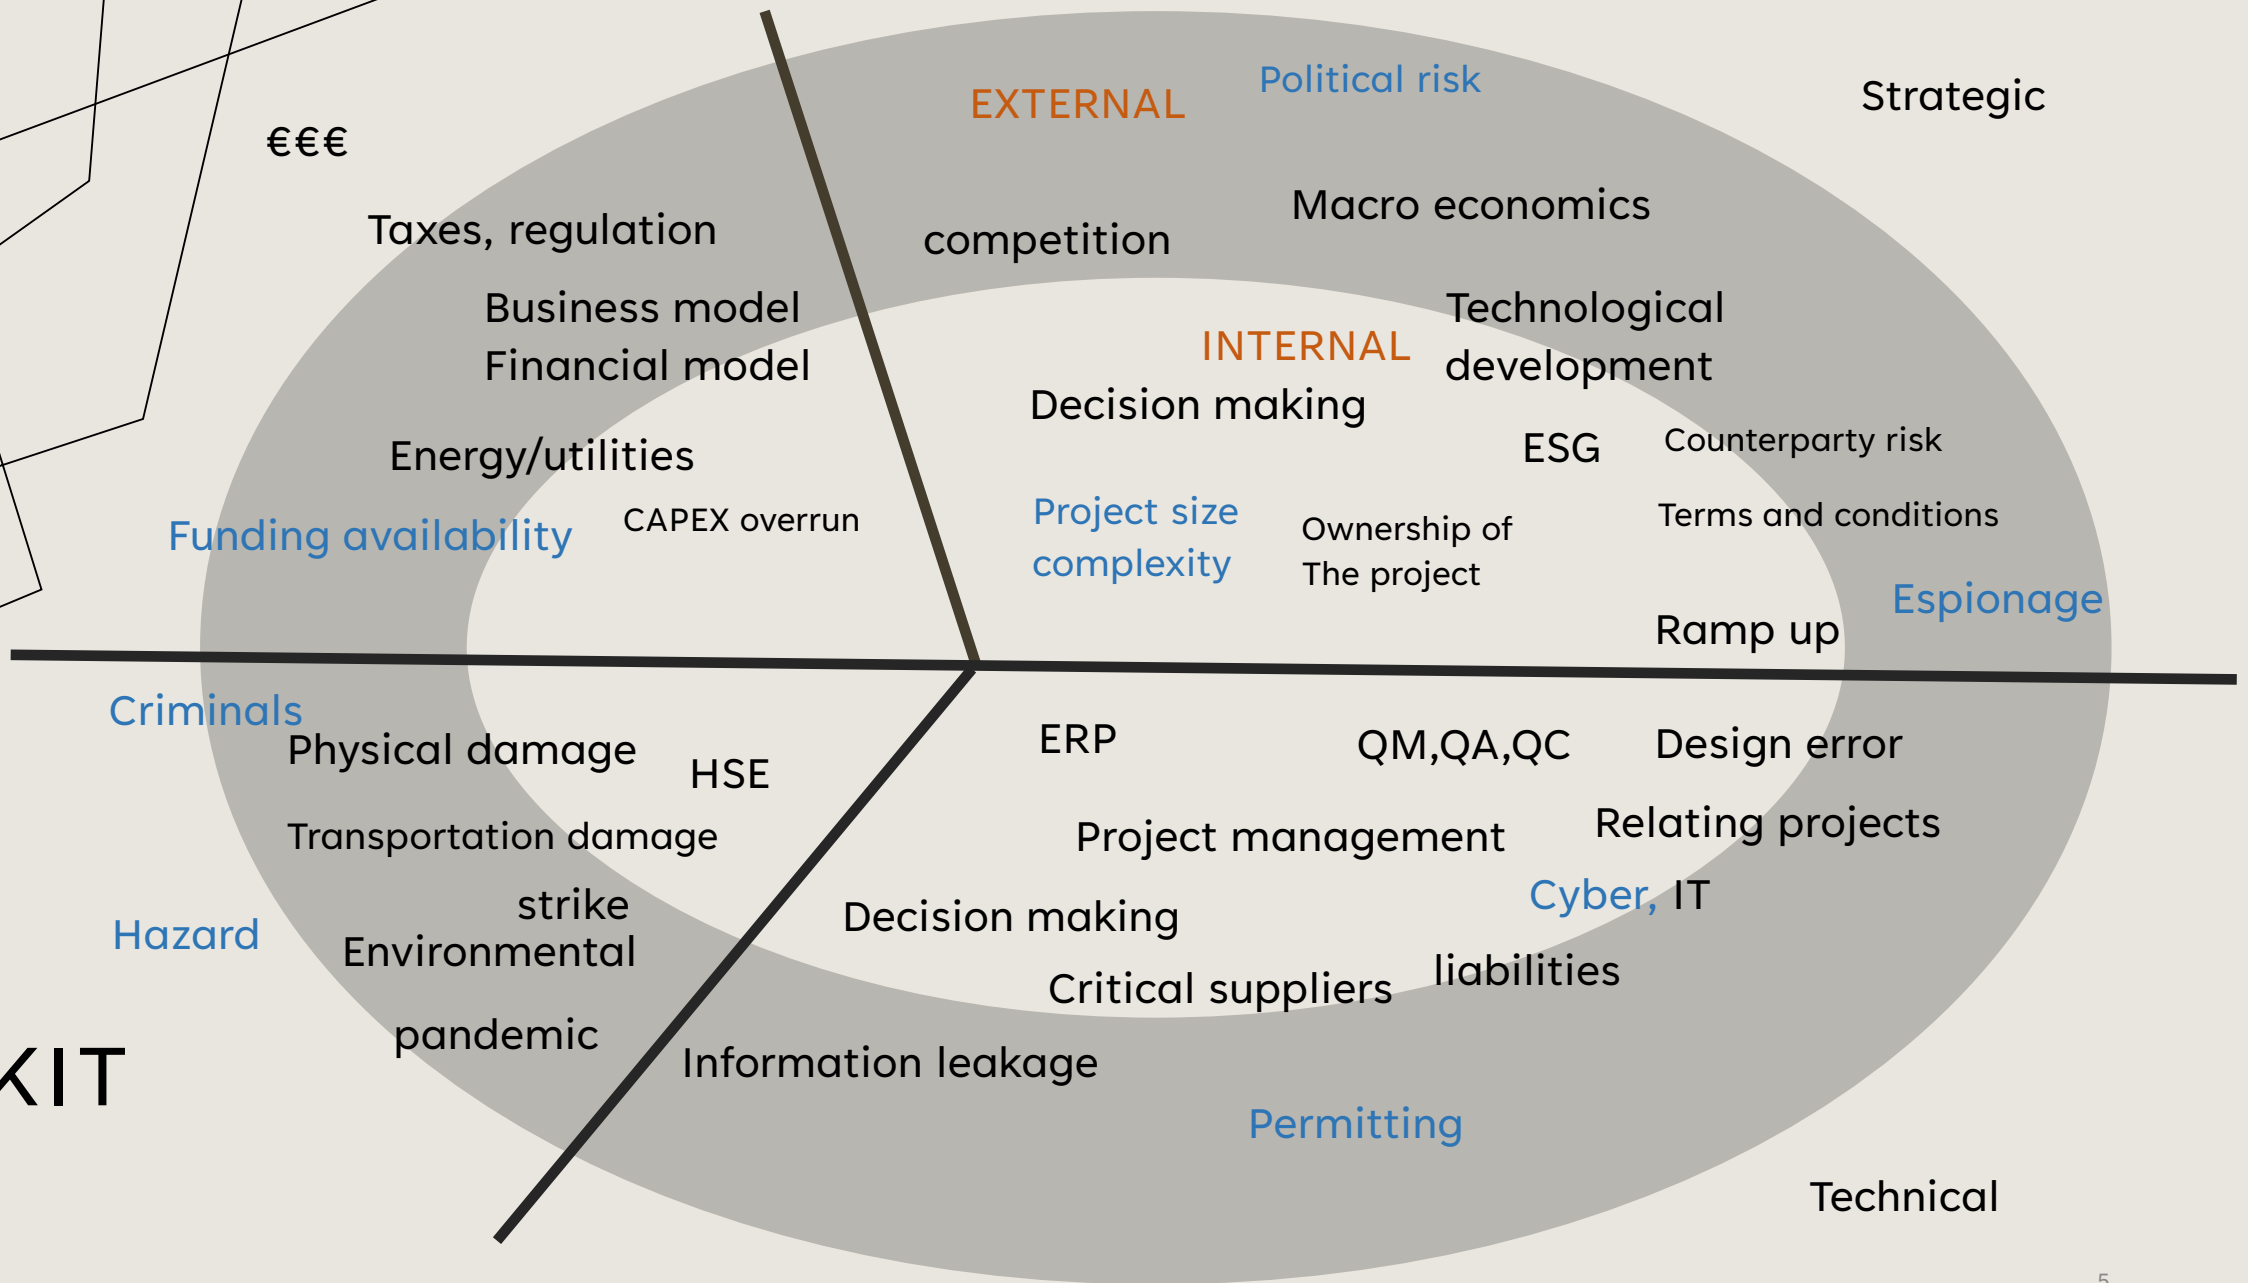 €€€
Taxes, regulation
Business model
Financial model
Energy/utilities
Funding availability
CAPEX overrun
EXTERNAL
Political risk
Strategic
Macro economics
competition
Technological
development
INTERNAL
Decision making
ESG
Counterparty risk
Project size
complexity
Ownership of
The project
Terms and conditions
Espionage
Ramp up
Criminals
Physical damage
HSE
Transportation damage
strike
Hazard
Environmental
pandemic
KIT
ERP
QM,QA,QC
Design error
Project management
Relating projects
Cyber, IT
Decision making
Critical suppliers
liabilities
Information leakage
Permitting
Technical
5